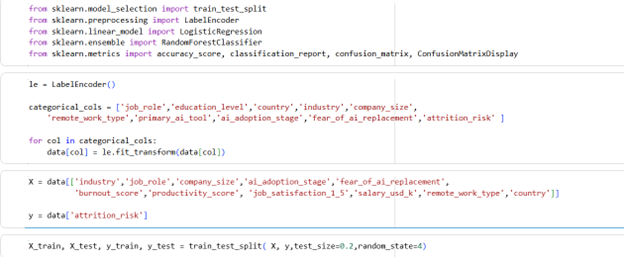 from sklearn.model_selection import train_test_split
from sklearn.preprocessing import LabelEncoder
from sklearn.linear_model import LogisticRegression
from sklearn.ensemble import RandomForestClassifier
from sklearn.metrics import accuracy_score, classification_report, confusion_matrix, ConfusionMatrixDisplay
le = LabelEncoder()
categorical_cols = ['job_role','education_level','country','industry','company_size',
'remote_work_type','primary_ai_tool','ai_adoption_stage','fear_of_ai_replacement','attrition_risk' ]
for col in categorical_cols:
data[col] = le.fit_transform(data[col])
X = data[['industry','job_role','company_size','ai_adoption_stage','fear_of_ai_replacement',
'burnout_score','productivity_score', 'job_satisfaction_1_5','salary_usd_k','remote_work_type','country']]
y = data['attrition_risk']
X_train, X_test, y_train, y_test = train_test_split( X, y,test_size=0.2,random_state=4)